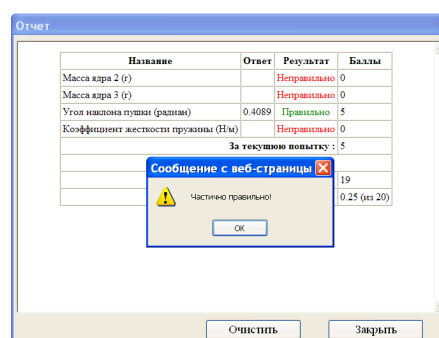 Отчет
Название Ответ Результат Баллы
Масса ядра 2 (г) Неправильно 0
Масса ядра 3 (г) Неправильно 0
Угол наклона пушки (радиан) 0.4089 Правильно 5
Коэффициент жесткости пружины (Н/м) Неправильно 0
За текущюю попытку : 5
Сообщение с веб-страницы
19
Частично правильно!
0.25 (из 20)
OK
Очистить Закрыть